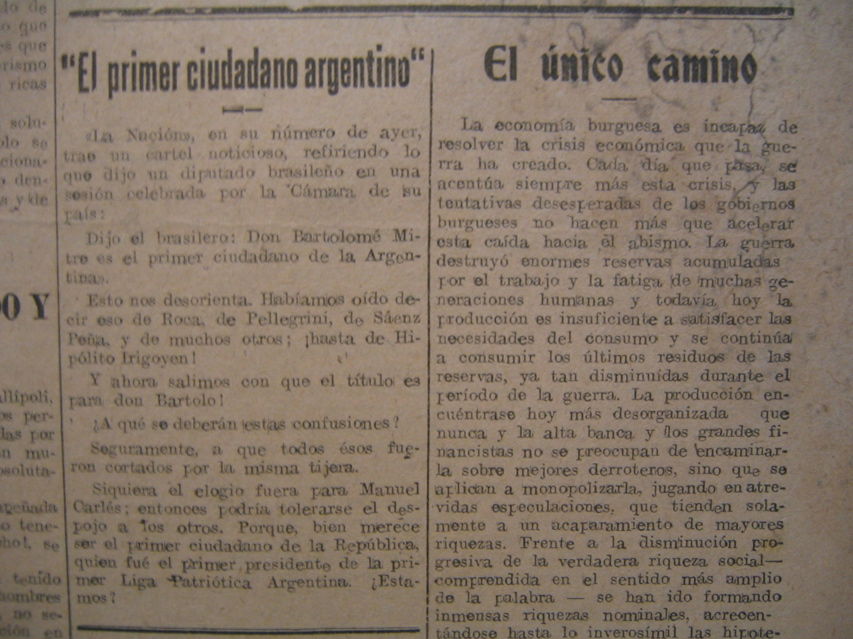 "El primer ciudadano argentino"
«La Nución», en su número de ayer,
trae un cartel noticioso, refiriendo lo
que dijo un diputado brasileño en una
sesión celebrada por la Cámara de su
país:
Dijo el brasilero: Don Bartolomé Mi-
tre es el primer ciudadano de la Argen-
tina».
Esto nos desorienta. Habíamos oído de-
cir eso de Roca, de Pellegrini, de Sáenz
Peña, y de muchos otros; ¡hasta de Hi-
pólito Irigoyen!
Y ahora salimos con que el título es
para don Bartolo!
¿A qué se deberán estas confusiones?
Seguramente, a que todos ésos fue-
ron cortados por la misma tijera.
Siquiera el elogio fuera para Manuel
Carlés; entonces podría tolerarse el des-
pojo a los otros. Porque, bien merece
ser el primer ciudadano de la República,
quien fué el primer presidente de la pri-
mer Liga Patriótica Argentina. ¿Esta-
mos?
El único camino
La economía burguesa es incapaz de
resolver la crisis económica que la gue-
rra ha creado. Cada día que pasa, se
acentúa siempre más esta crisis, y las
tentativas desesperadas de los gobiernos
burgueses no hacen más que acelerar
esta caída hacia el abismo. La guerra
destruyó enormes reservas acumuladas
por el trabajo y la fatiga de muchas ge-
neraciones humanas y todavía hoy la
producción es insuficiente a satisfacer las
necesidades del consumo y se continúa
a consumir los últimos residuos de las
reservas, ya tan disminuídas durante el
período de la guerra. La producción en-
cuéntrase hoy más desorganizada que
nunca y la alta banca y los grandes fi-
nancistas no se preocupan de encaminar-
la sobre mejores derroteros, sino que se
aplican a monopolizarla, jugando en atre-
vidas especulaciones, que tienden sola-
mente a un acaparamiento de mayores
riquezas. Frente a la disminución pro-
gresiva de la verdadera riqueza social—
comprendida en el sentido más amplio
de la palabra — se han ido formando
inmensas riquezas nominales, acrecen-
tándose hasta lo inverosímil las hipote-